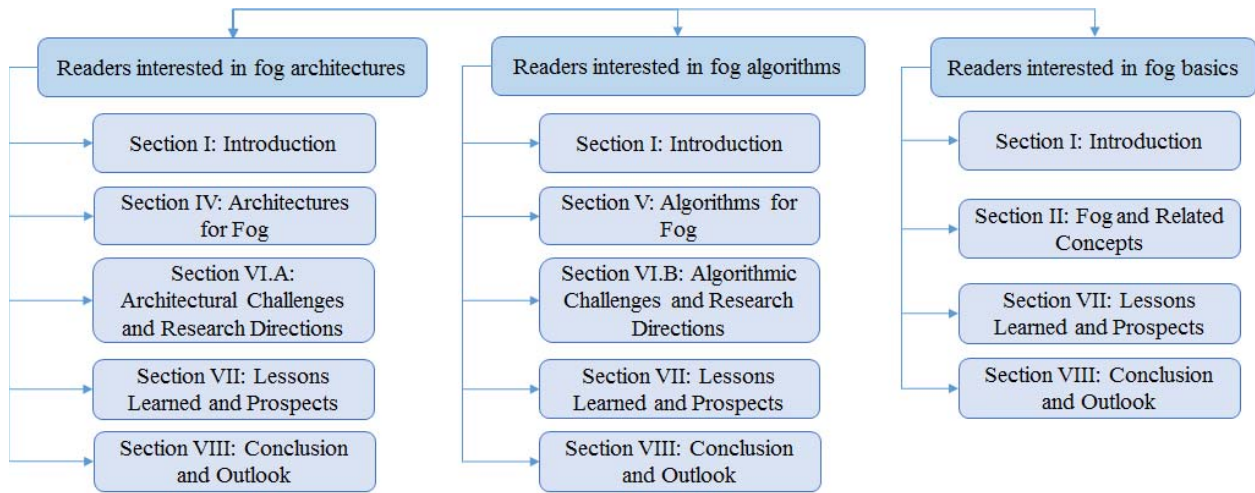 Readers interested in fog architectures
Section I: Introduction
Section IV: Architectures
for Fog
Section VI.A:
Architectural Challenges
and Research Directions
Section VII: Lessons
Learned and Prospects
Section VIII: Conclusion
and Outlook
Readers interested in fog algorithms
Section I: Introduction
Section V: Algorithms for
Fog
Section VI.B: Algorithmic
Challenges and Research
Directions
Section VII: Lessons
Learned and Prospects
Section VIII: Conclusion
and Outlook
Readers interested in fog basics
Section I: Introduction
Section II: Fog and Related
Concepts
Section VII: Lessons
Learned and Prospects
Section VIII: Conclusion
and Outlook